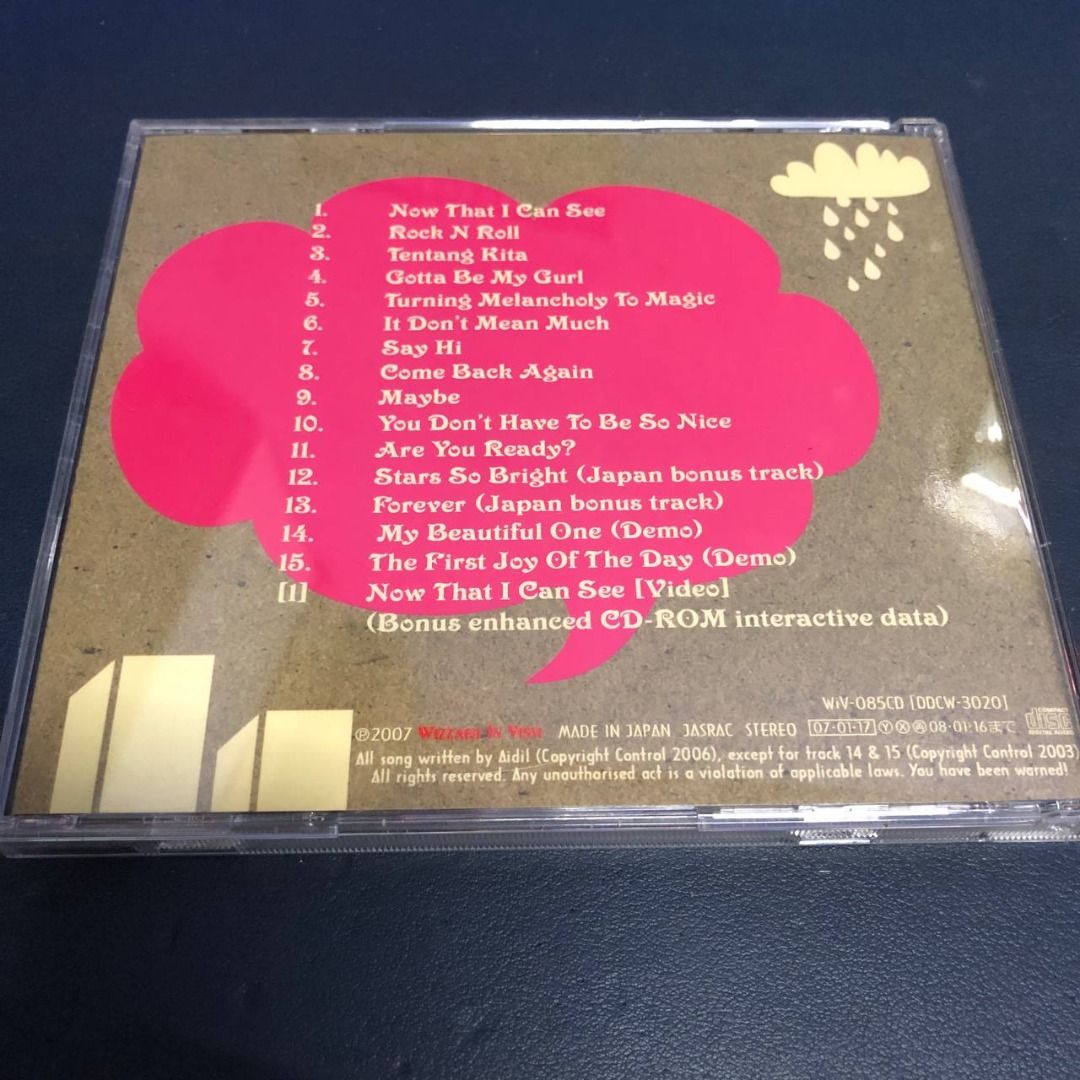 1. Now That I Can See
2. Rock N Roll
3. Tentang Kita
4. Gotta Be My Gurl
5. Turning Melancholy To Magic
6. It Don't Mean Much
7. Say Hi
8. Come Back Again
9. Maybe
10. You Don't Have To Be So Nice
11. Are You Ready?
12. Stars So Bright (Japan bonus track)
13. Forever (Japan bonus track)
14. My Beautiful One (Demo)
15. The First Joy Of The Day (Demo)
[1] Now That I Can See [Video]
(Bonus enhanced CD-ROM interactive data)
WiV-085CD [DDCW-3020]
℗2007 Wizzard In Vinyl MADE IN JAPAN JASRAC STEREO 07·01·17 Ⓨ Ⓧ 08·01·16まで
COMPACT disc DIGITAL AUDIO
All song written by Aidil (Copyright Control 2006), except for track 14 & 15 (Copyright Control 2003)
All rights reserved. Any unauthorised act is a violation of applicable laws. You have been warned!